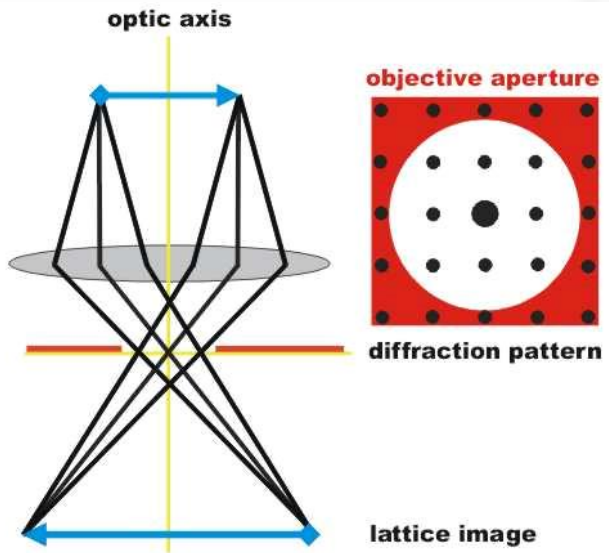 optic axis
objective aperture
diffraction pattern
lattice image